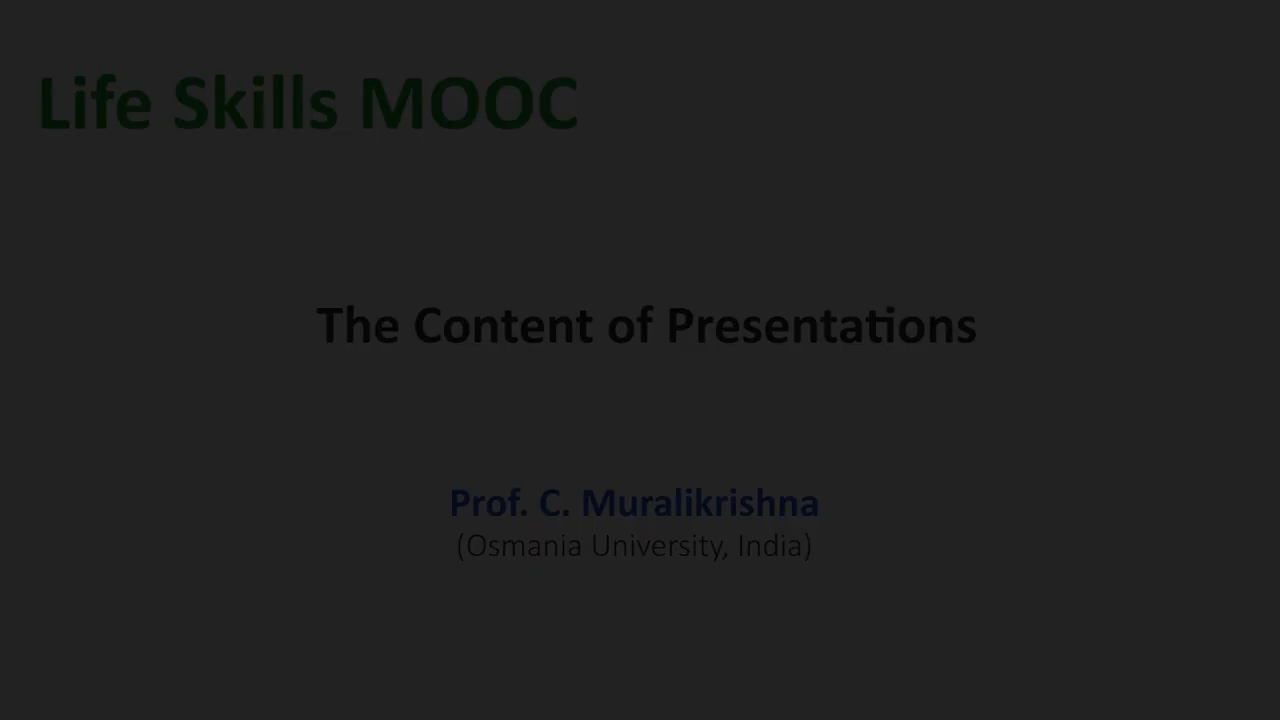 Life Skills MOOC
The Content of Presentations
Prof. C. Muralikrishna
(Osmania University, India)